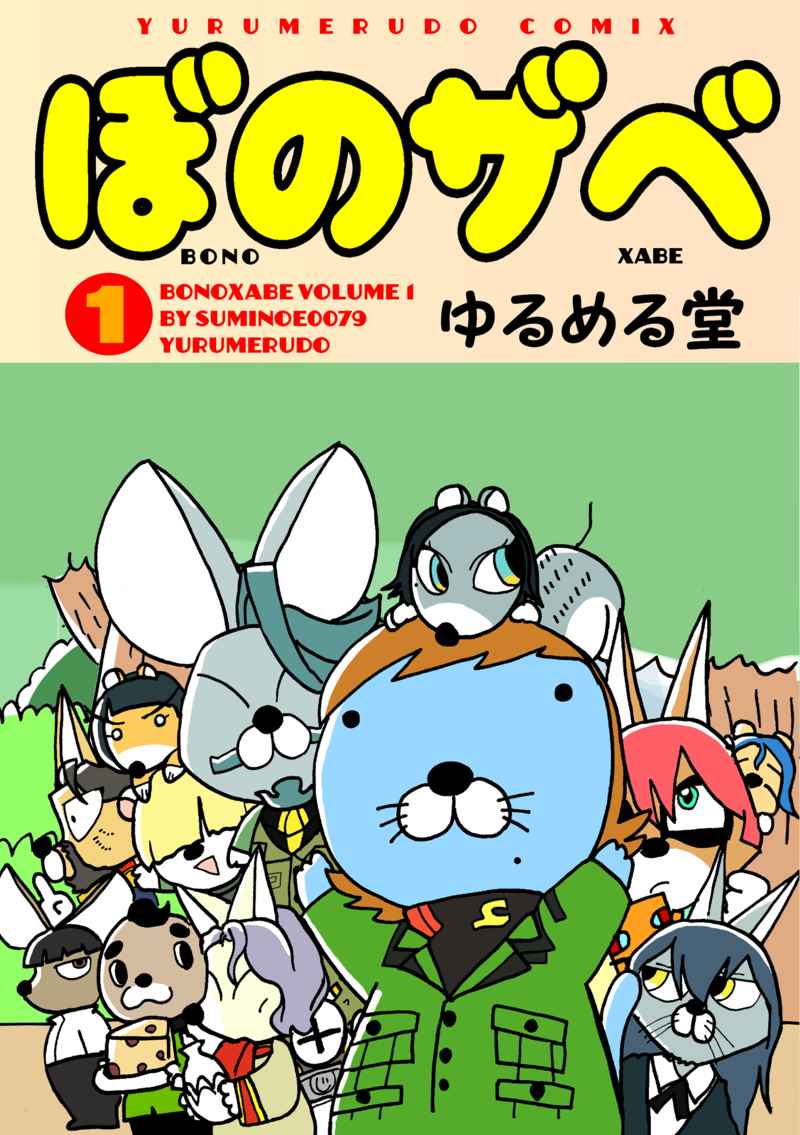 YURUMERUDO COMIX
ぼのザベ
BONO XABE
1
BONOXABE VOLUME 1
BY SUMINOE0079
YURUMERUDO
ゆるめる堂